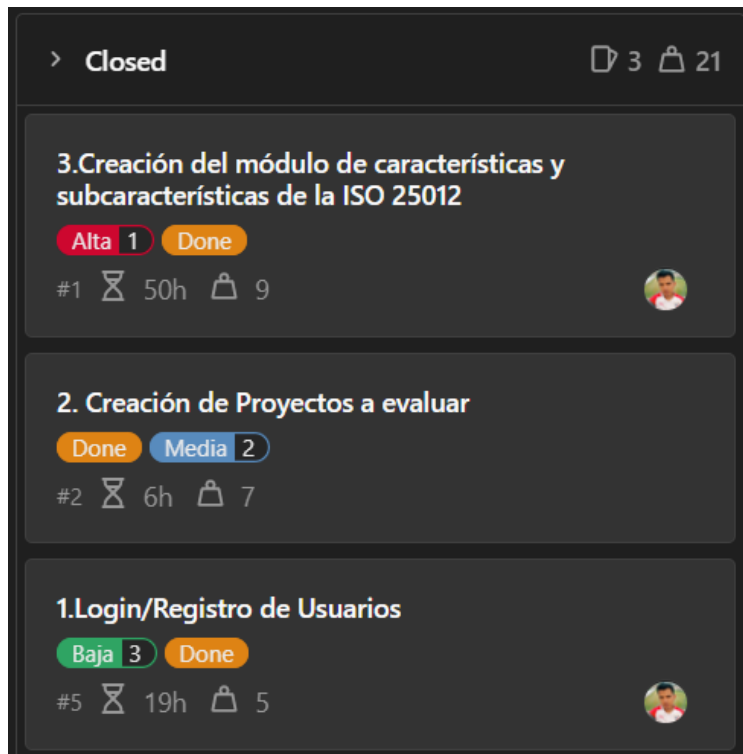 Closed 3 21
3.Creación del módulo de características y
subcaracterísticas de la ISO 25012
Alta 1 Done
#1 50h 9
2. Creación de Proyectos a evaluar
Done Media 2
#2 6h 7
1.Login/Registro de Usuarios
Baja 3 Done
#5 19h 5